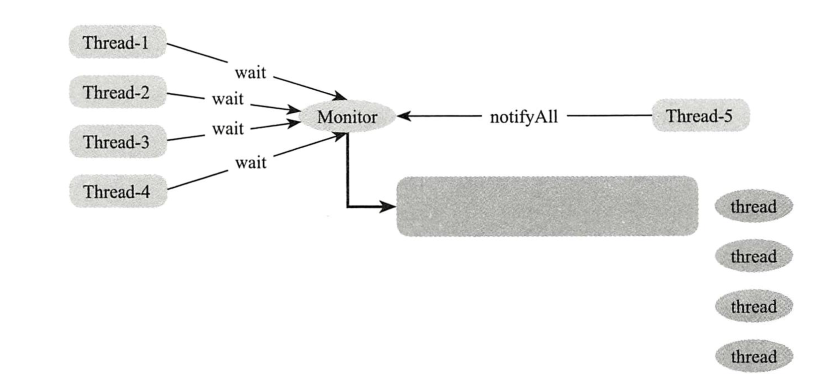 Thread-1
wait
Thread-2
wait
Monitor
notifyAll
Thread-5
Thread-3
wait
wait
Thread-4
thread
thread
thread
thread